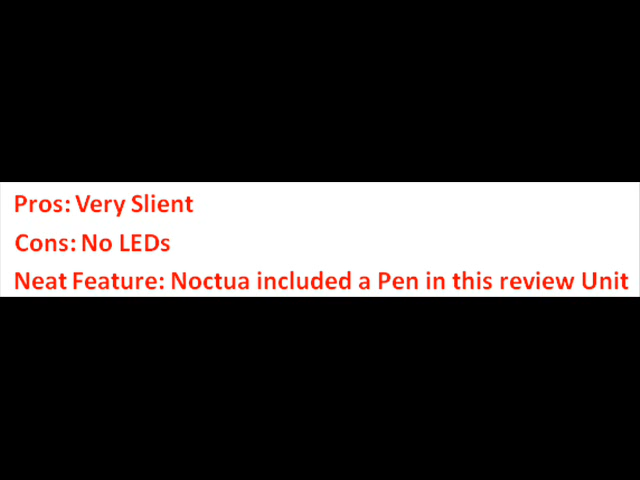 Pros: Very Slient
Cons: No LEDs
Neat Feature: Noctua included a Pen in this review Unit